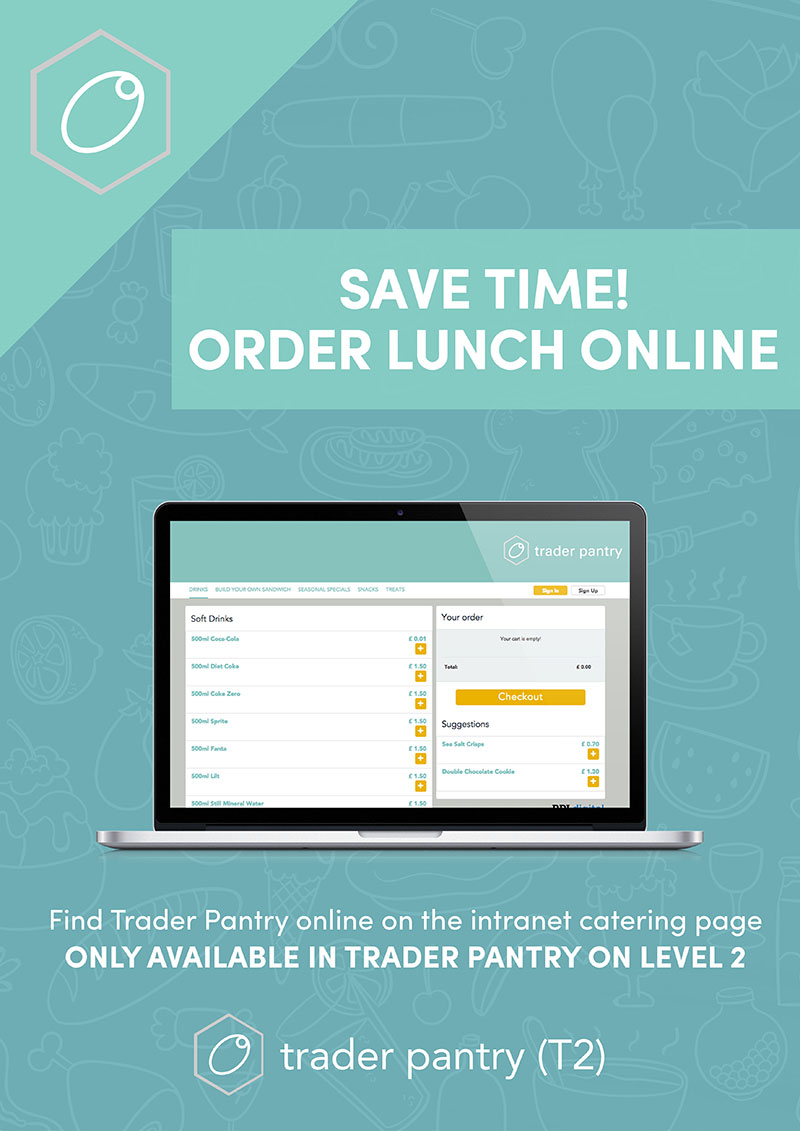 SAVE TIME!
ORDER LUNCH ONLINE
trader pantry
DRINKS BUILD YOUR OWN SANDWICH SEASONAL SPECIALS SNACKS TREATS Sign In Sign Up
Soft Drinks
500ml Coca-Cola £ 0.01
500ml Diet Coke £ 1.50
500ml Coke Zero £ 1.50
500ml Sprite £ 1.50
500ml Fanta £ 1.50
500ml Lilt £ 1.50
500ml Still Mineral Water £ 1.50
Your order
Your cart is empty!
Total: £ 0.00
Checkout
Suggestions
Sea Salt Crisps £ 0.70
Double Chocolate Cookie £ 1.30
Find Trader Pantry online on the intranet catering page
ONLY AVAILABLE IN TRADER PANTRY ON LEVEL 2
trader pantry (T2)